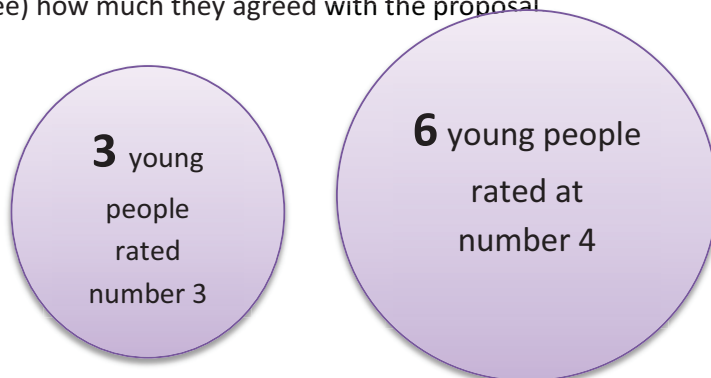 ee) how much they agreed with the proposal
3 young
people
rated
number 3
6 young people
rated at
number 4